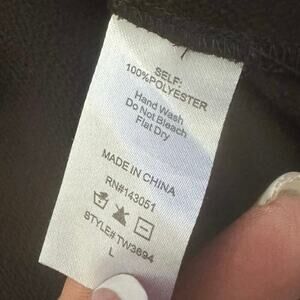 SELF:
100%POLYESTER
Hand Wash
Do Not Bleach
Flat Dry
MADE IN CHINA
RN#143051
STYLE# TW3694
L